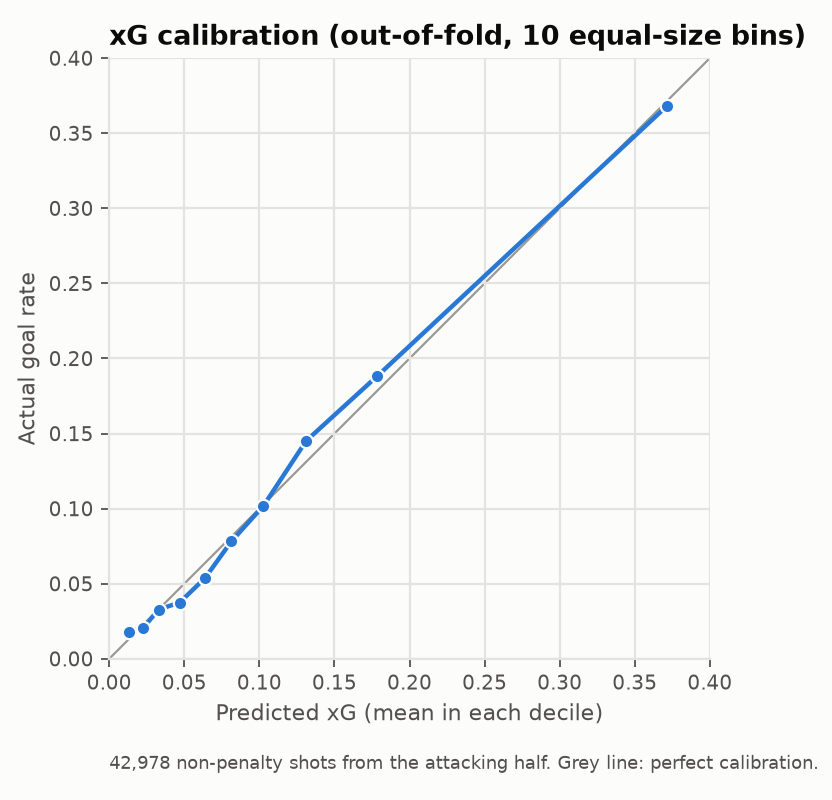 xG calibration (out-of-fold, 10 equal-size bins)
0.40
0.35
0.30
0.25
0.20
0.15
0.10
0.05
0.00
Actual goal rate
0.00 0.05 0.10 0.15 0.20 0.25 0.30 0.35 0.40
Predicted xG (mean in each decile)
42,978 non-penalty shots from the attacking half. Grey line: perfect calibration.